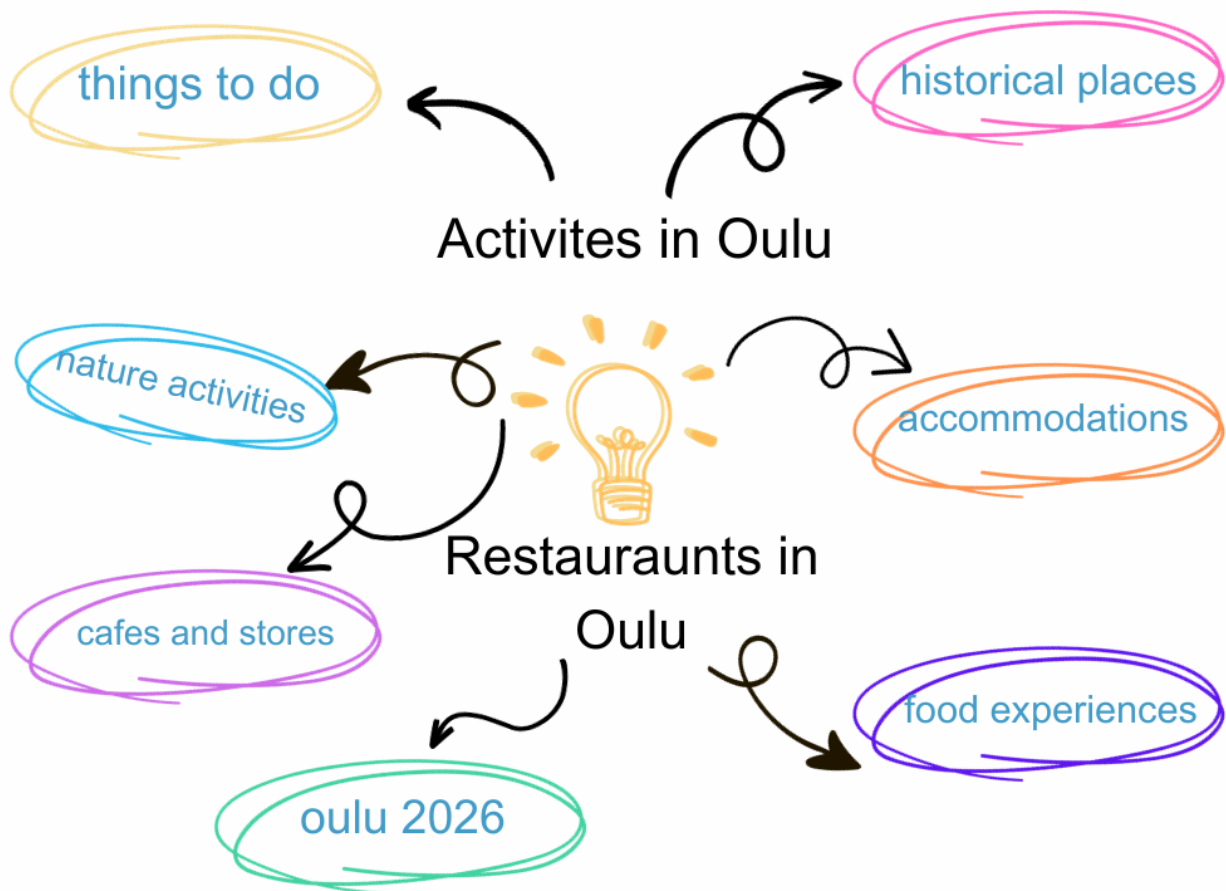 things to do
historical places
Activites in Oulu
nature activities
accommodations
Restauraunts in
Oulu
cafes and stores
food experiences
oulu 2026